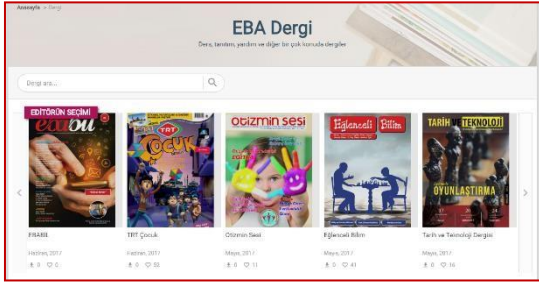 Anasayfa » Dergi
EBA Dergi
Ders, tanıtım, yardım ve diğer bir çok konuda dergiler
Dergi ara...
EDİTÖRÜN SEÇİMİ
ebabil
TRT
ÇOCUK
otizmin sesi
Eğlenceli Bilim
TARİH VE TEKNOLOJİ
OYUNLAŞTIRMA
EBABİL
TRT Çocuk
Otizmin Sesi
Eğlenceli Bilim
Tarih ve Teknoloji Dergisi
Haziran, 2017
Haziran, 2017
Mayıs, 2017
Mayıs, 2017
Mayıs, 2017
0
0
0
0 11
0 41
0 16